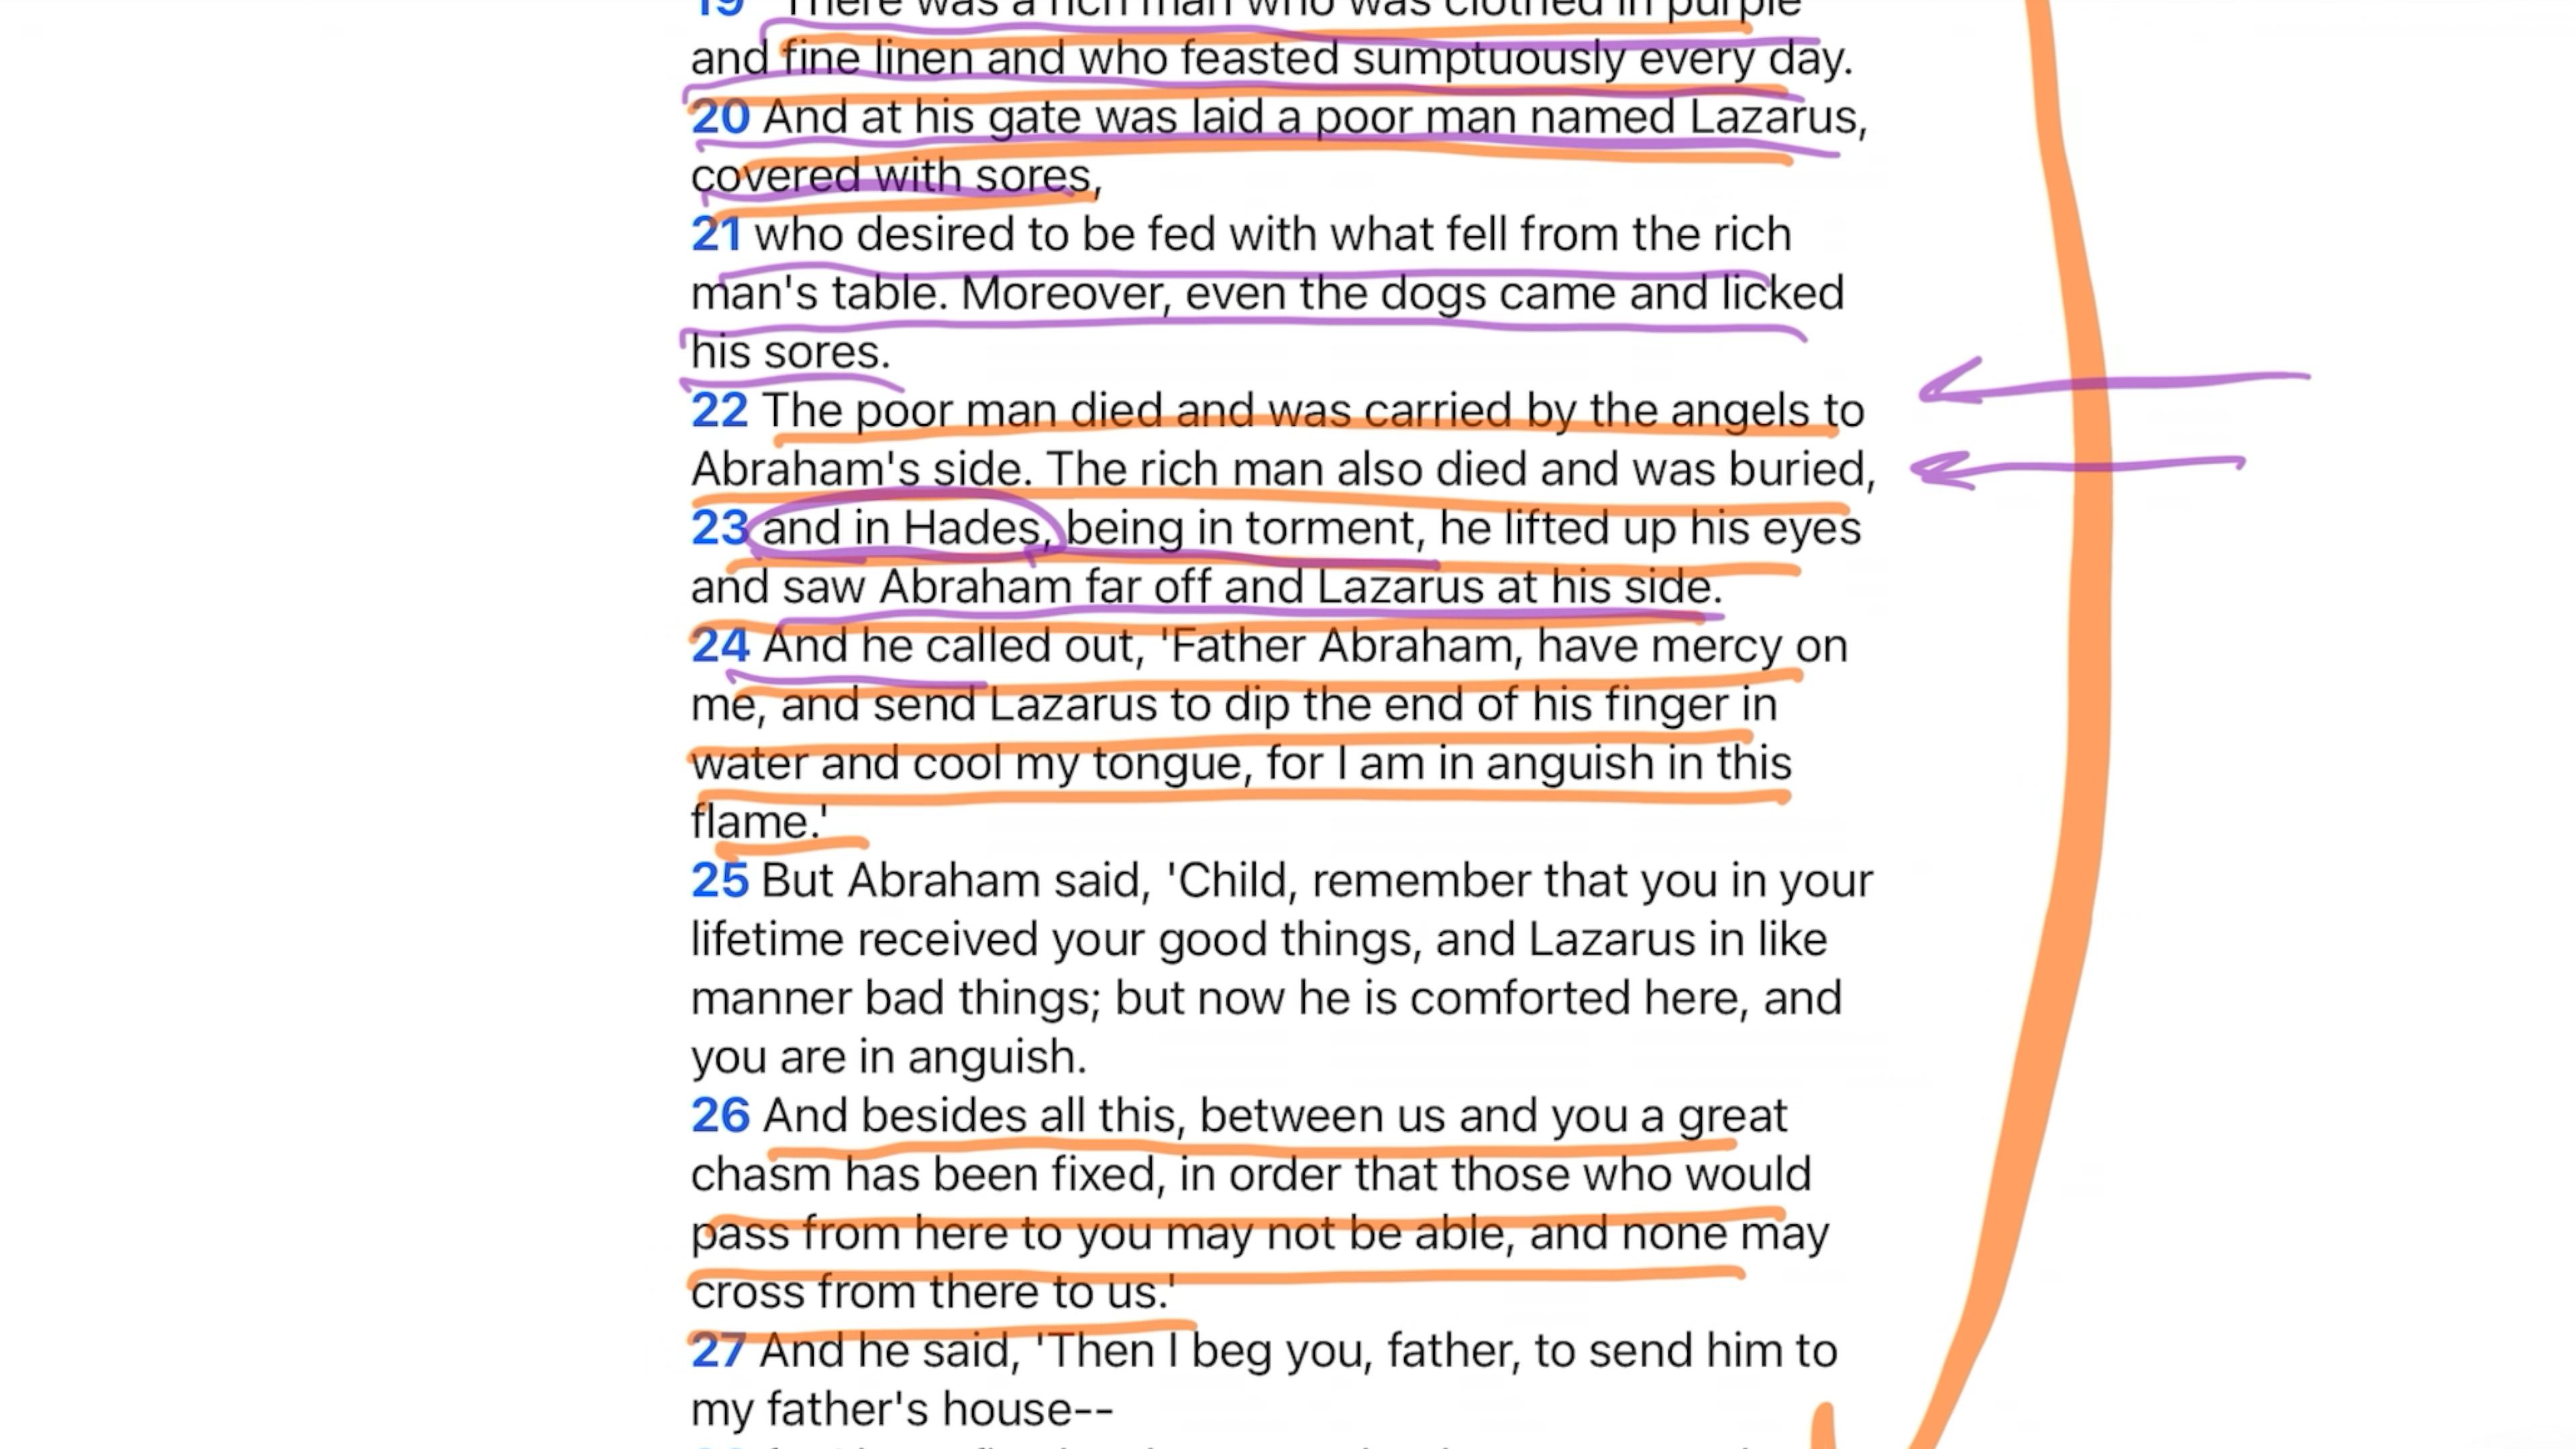 19 "There was a rich man who was clothed in purple
and fine linen and who feasted sumptuously every day.
20 And at his gate was laid a poor man named Lazarus,
covered with sores,
21 who desired to be fed with what fell from the rich
man's table. Moreover, even the dogs came and licked
his sores.
22 The poor man died and was carried by the angels to
Abraham's side. The rich man also died and was buried,
23 and in Hades, being in torment, he lifted up his eyes
and saw Abraham far off and Lazarus at his side.
24 And he called out, 'Father Abraham, have mercy on
me, and send Lazarus to dip the end of his finger in
water and cool my tongue, for I am in anguish in this
flame.'
25 But Abraham said, 'Child, remember that you in your
lifetime received your good things, and Lazarus in like
manner bad things; but now he is comforted here, and
you are in anguish.
26 And besides all this, between us and you a great
chasm has been fixed, in order that those who would
pass from here to you may not be able, and none may
cross from there to us.'
27 And he said, 'Then I beg you, father, to send him to
my father's house--